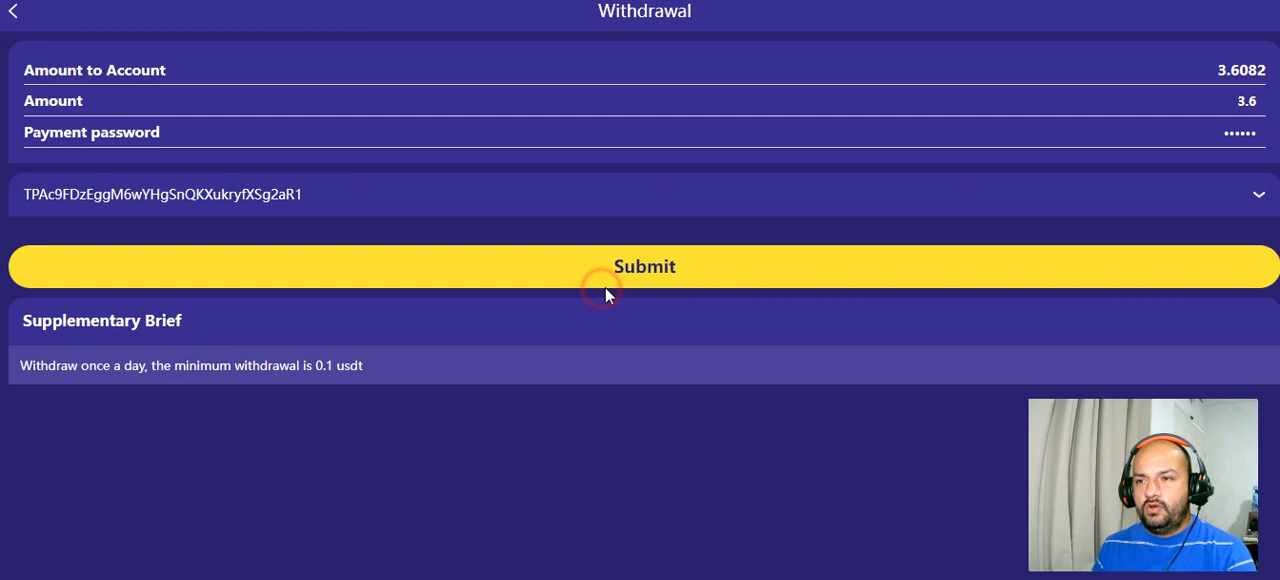 Withdrawal
Amount to Account 3.6082
Amount 3.6
Payment password ••••••
TPAc9FDzEggM6wYHgSnQKXukryfXSg2aR1
Submit
Supplementary Brief
Withdraw once a day, the minimum withdrawal is 0.1 usdt